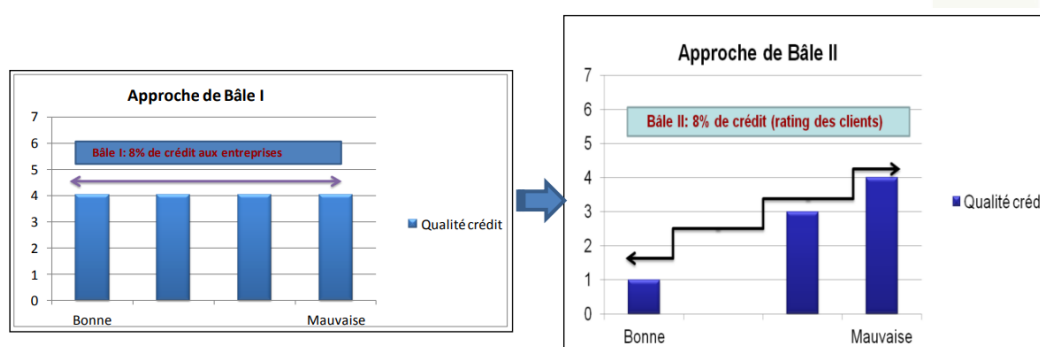 Approche de Bâle I
7
6
5
4
3
2
1
0
Bâle I: 8% de crédit aux entreprises
Qualité crédit
Bonne
Mauvaise
Approche de Bâle II
7
6
5
4
3
2
1
0
Bâle II: 8% de crédit (rating des clients)
Qualité créd
Bonne
Mauvaise